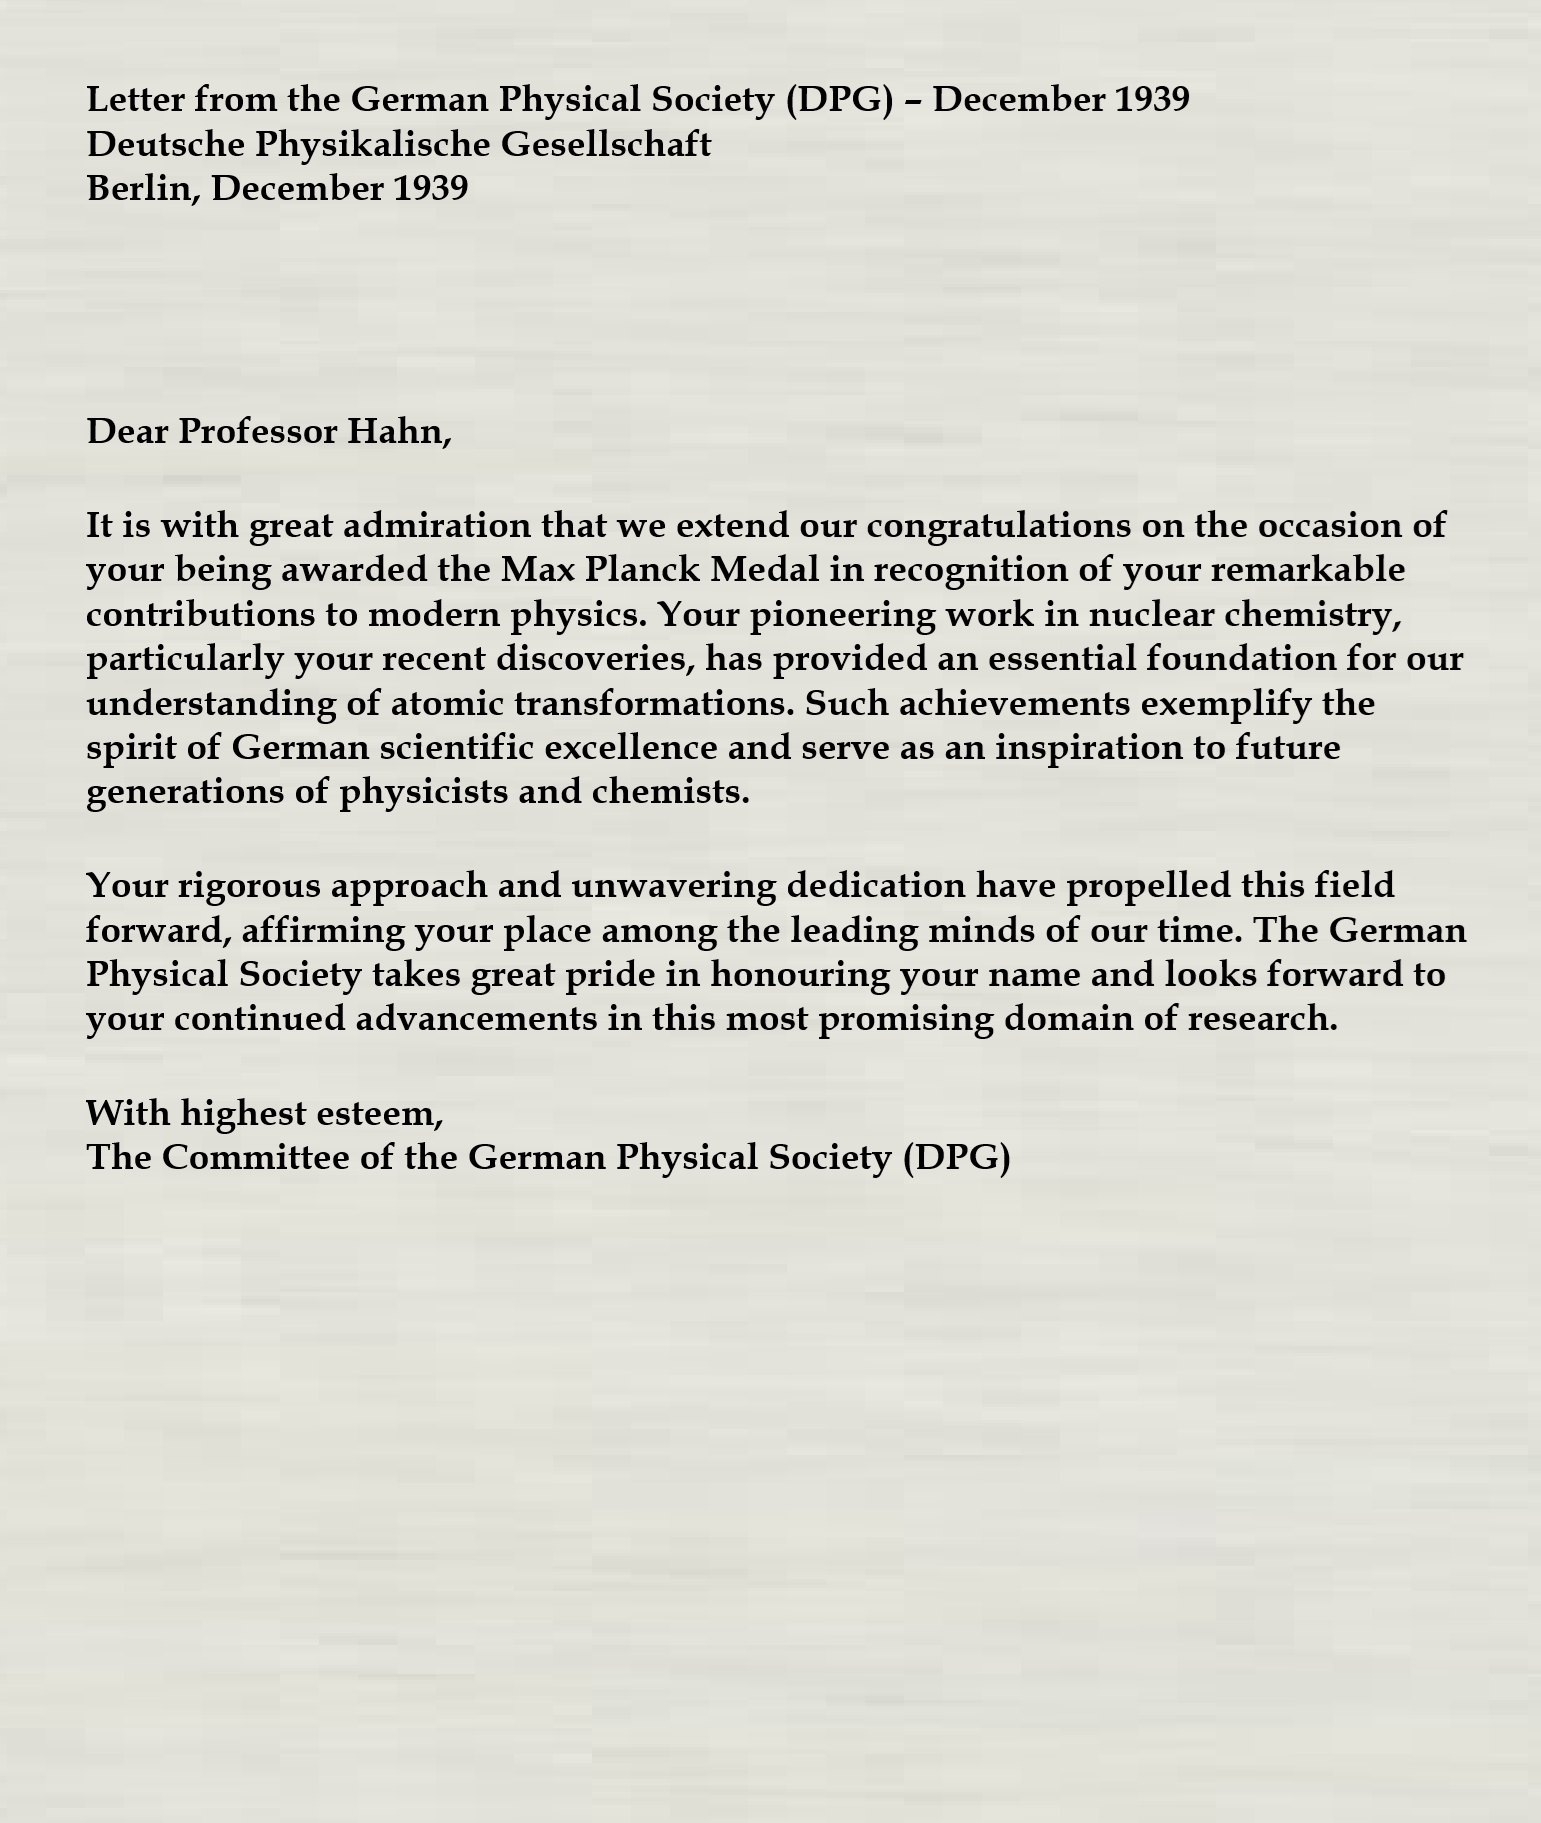 Letter from the German Physical Society (DPG) – December 1939
Deutsche Physikalische Gesellschaft
Berlin, December 1939
Dear Professor Hahn,
It is with great admiration that we extend our congratulations on the occasion of
your being awarded the Max Planck Medal in recognition of your remarkable
contributions to modern physics. Your pioneering work in nuclear chemistry,
particularly your recent discoveries, has provided an essential foundation for our
understanding of atomic transformations. Such achievements exemplify the
spirit of German scientific excellence and serve as an inspiration to future
generations of physicists and chemists.
Your rigorous approach and unwavering dedication have propelled this field
forward, affirming your place among the leading minds of our time. The German
Physical Society takes great pride in honouring your name and looks forward to
your continued advancements in this most promising domain of research.
With highest esteem,
The Committee of the German Physical Society (DPG)